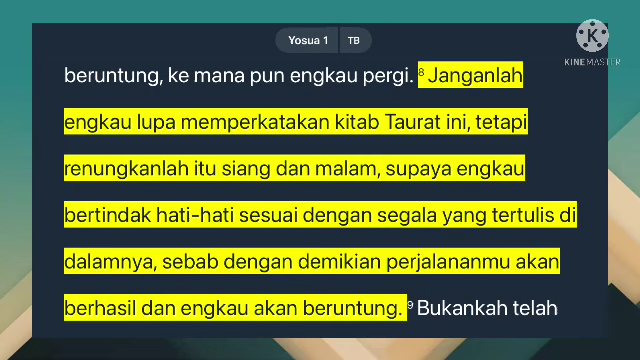 Yosua 1 TB
K
KINEMASTER
beruntung, ke mana pun engkau pergi. 8 Janganlah
engkau lupa memperkatakan kitab Taurat ini, tetapi
renungkanlah itu siang dan malam, supaya engkau
bertindak hati-hati sesuai dengan segala yang tertulis di
dalamnya, sebab dengan demikian perjalananmu akan
berhasil dan engkau akan beruntung. 9 Bukankah telah